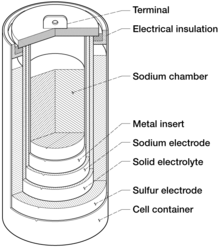 Terminal
Electrical insulation
Sodium chamber
Metal insert
Sodium electrode
Solid electrolyte
Sulfur electrode
Cell container